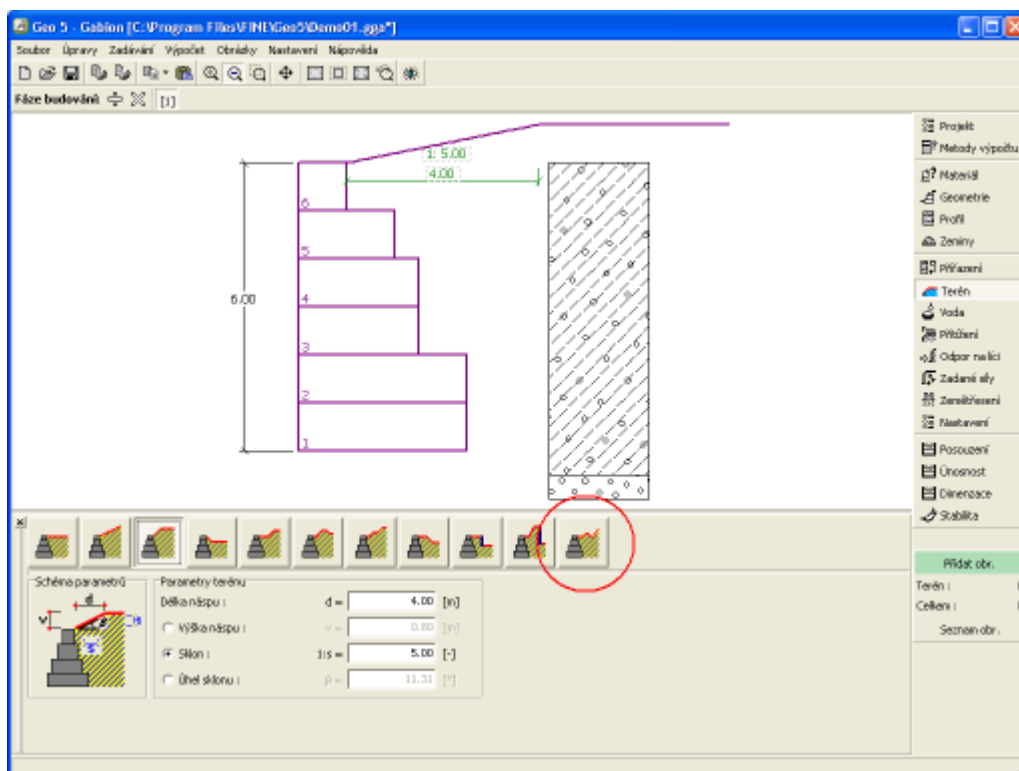 Geo 5 - Gabion [C:\Program Files\FINE\Geo5\Demo01.gga*]
Soubor Úpravy Zadávání Výpočet Obrázky Nastavení Nápověda
Fáze budování: [1]
1: 5.00
4.00
6.00
6
5
4
3
2
1
Projekt
Metody výpočtu
Materiál
Geometrie
Profil
Zeminy
Přiřazení
Terén
Voda
Přitížení
Odpor na líci
Zadané síly
Zemětřesení
Nastavení
Posouzení
Únosnost
Dimenzace
Stabilita
Přidat obr.
Terén :
Celkem :
Seznam obr.
Schéma parametrů
d
v
Parametry terénu
Délka náspu : d = 4.00 [m]
Výška náspu : v = 0.80 [m]
Sklon : 1:s = 5.00 [-]
Úhel sklonu : β = 11.31 [°]